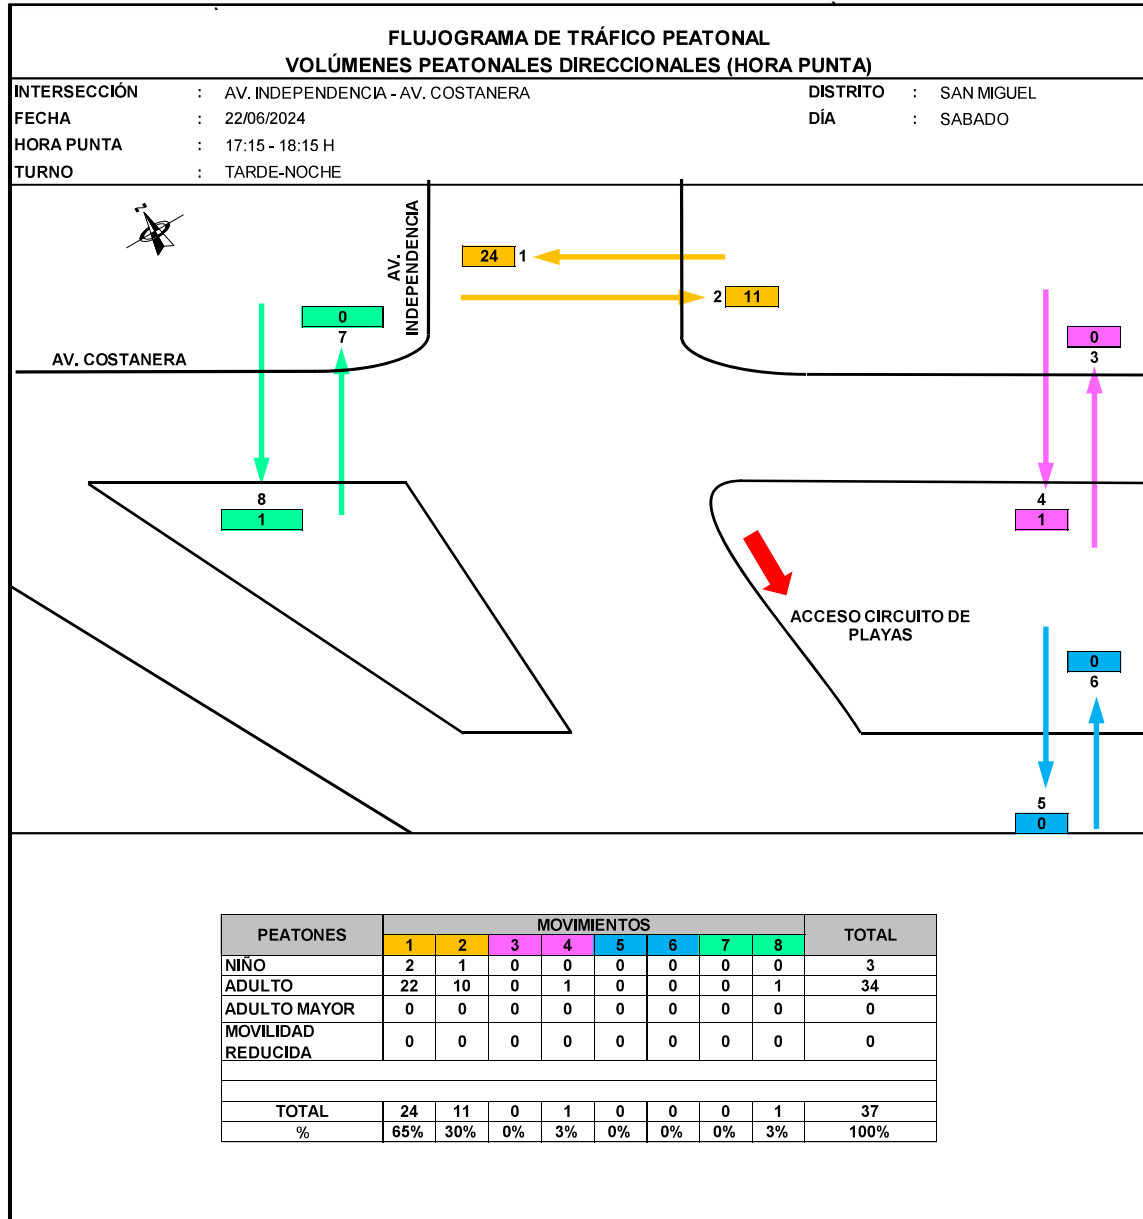 FLUJOGRAMA DE TRÁFICO PEATONAL
VOLÚMENES PEATONALES DIRECCIONALES (HORA PUNTA)
INTERSECCIÓN : AV. INDEPENDENCIA - AV. COSTANERA DISTRITO : SAN MIGUEL
FECHA : 22/06/2024 DÍA : SABADO
HORA PUNTA : 17:15 - 18:15 H
TURNO : TARDE-NOCHE
AV. INDEPENDENCIA
24 1
2 11
0
7
0
3
AV. COSTANERA
8
1
4
1
ACCESO CIRCUITO DE
PLAYAS
0
6
5
0
PEATONES MOVIMIENTOS TOTAL
1 2 3 4 5 6 7 8
NIÑO 2 1 0 0 0 0 0 0 3
ADULTO 22 10 0 1 0 0 0 1 34
ADULTO MAYOR 0 0 0 0 0 0 0 0 0
MOVILIDAD
REDUCIDA 0 0 0 0 0 0 0 0 0
TOTAL 24 11 0 1 0 0 0 1 37
% 65% 30% 0% 3% 0% 0% 0% 3% 100%